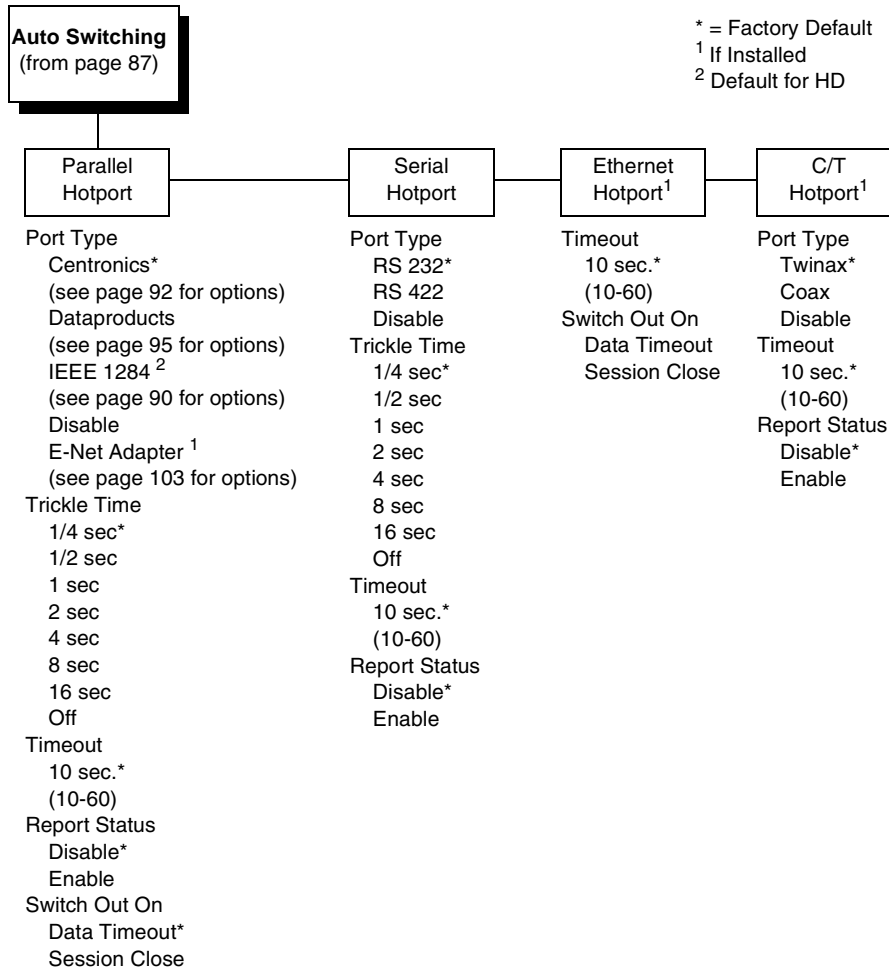 Auto Switching
(from page 87)
* = Factory Default
1 If Installed
2 Default for HD
Parallel
Hotport
Serial
Hotport
Ethernet
Hotport1
C/T
Hotport1
Port Type
Centronics*
(see page 92 for options)
Dataproducts
(see page 95 for options)
IEEE 1284 2
(see page 90 for options)
Disable
E-Net Adapter 1
(see page 103 for options)
Trickle Time
1/4 sec*
1/2 sec
1 sec
2 sec
4 sec
8 sec
16 sec
Off
Timeout
10 sec.*
(10-60)
Report Status
Disable*
Enable
Switch Out On
Data Timeout*
Session Close
Port Type
RS 232*
RS 422
Disable
Trickle Time
1/4 sec*
1/2 sec
1 sec
2 sec
4 sec
8 sec
16 sec
Off
Timeout
10 sec.*
(10-60)
Report Status
Disable*
Enable
Timeout
10 sec.*
(10-60)
Switch Out On
Data Timeout
Session Close
Port Type
Twinax*
Coax
Disable
Timeout
10 sec.*
(10-60)
Report Status
Disable*
Enable